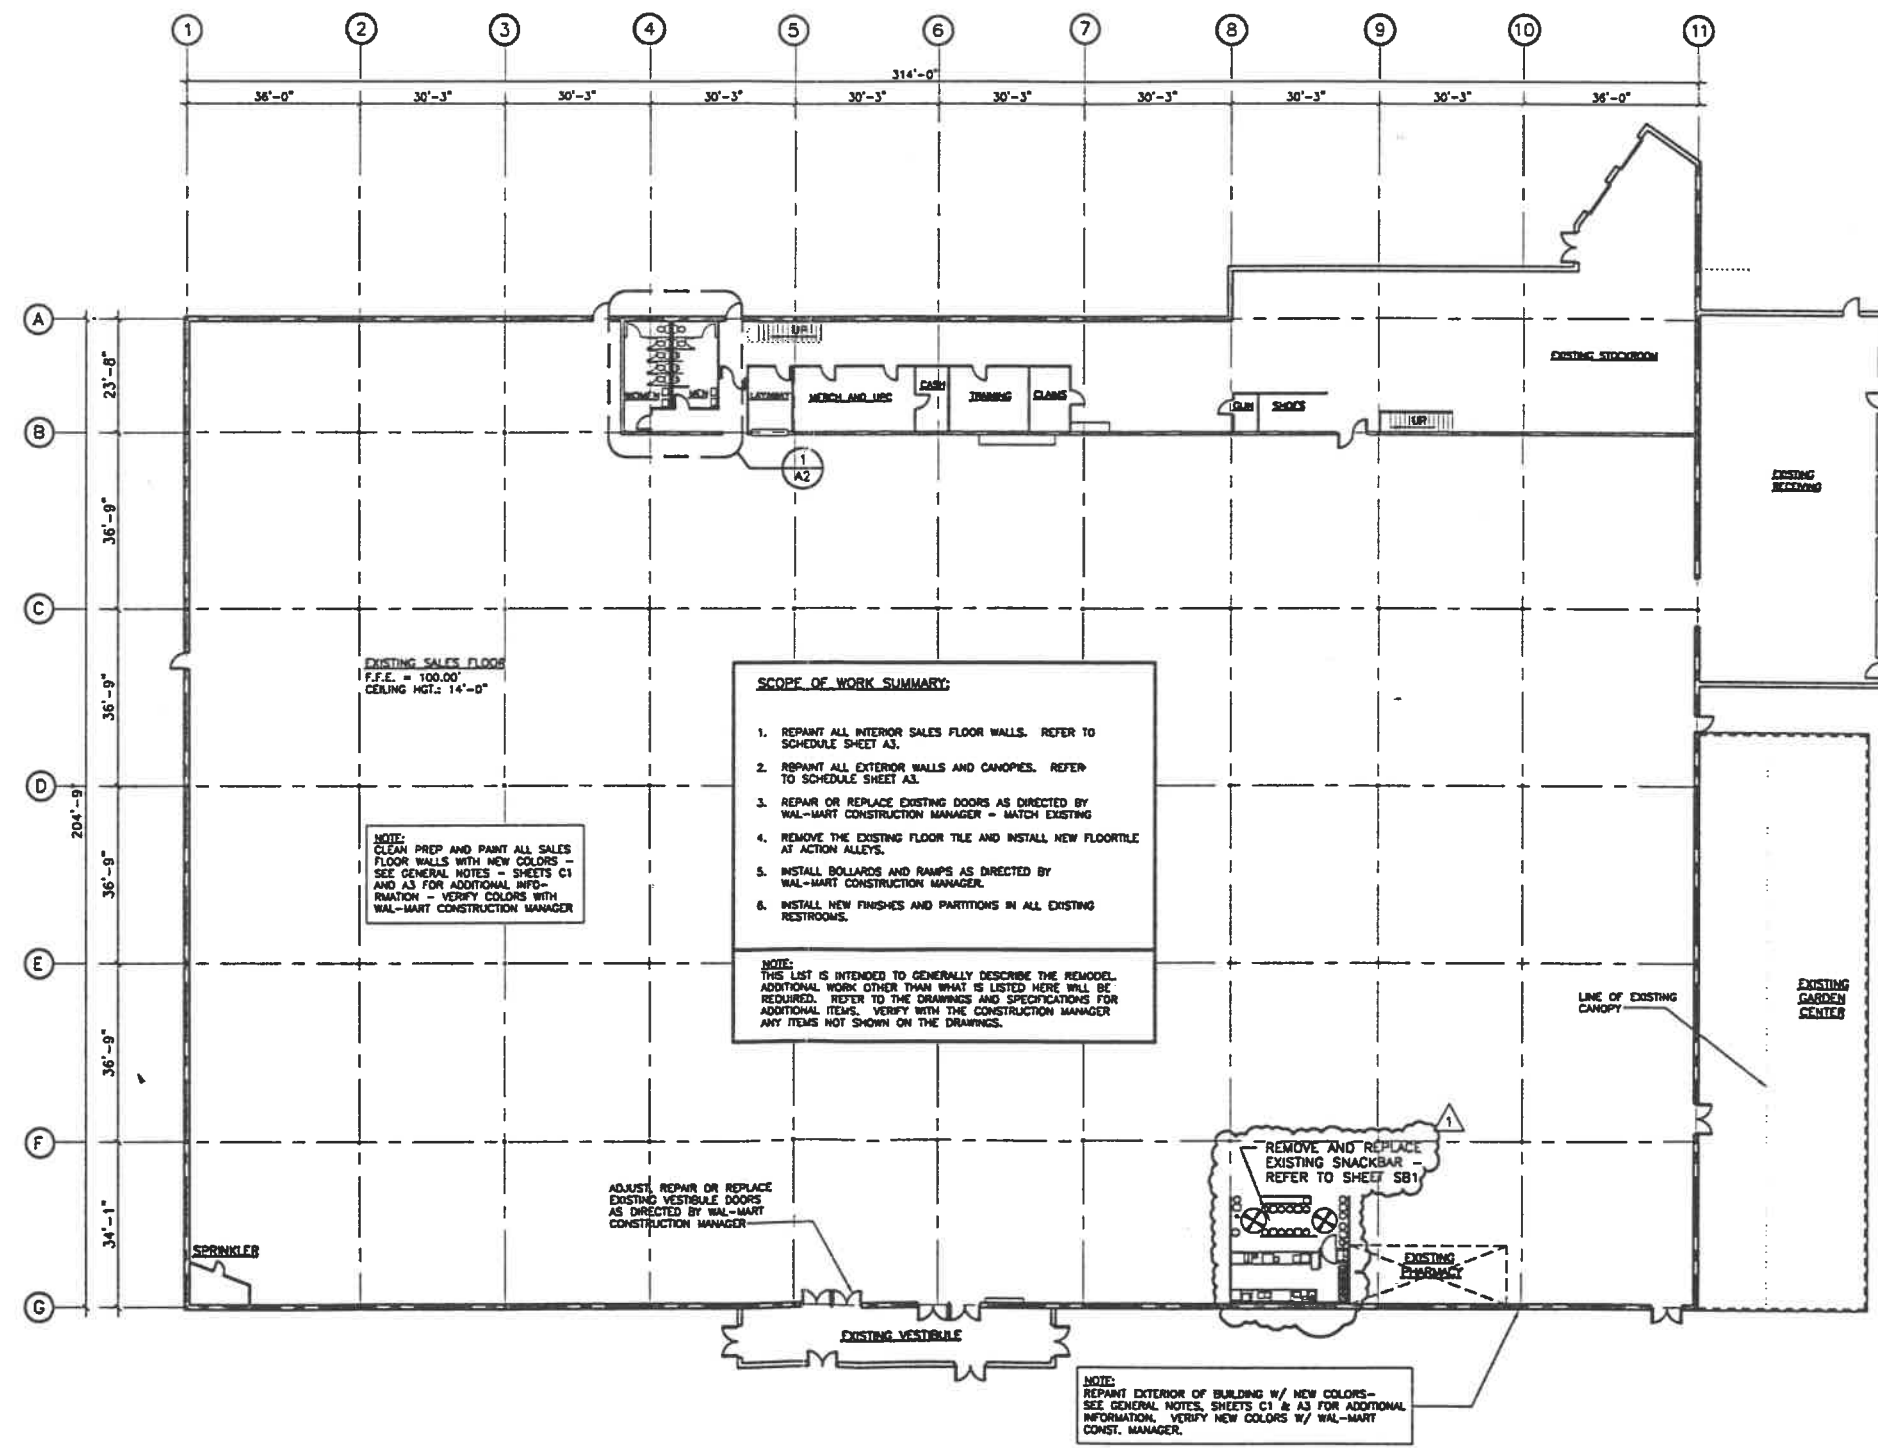 1 2 3 4 5 6 7 8 9 10 11
314'-0"
36'-0" 30'-3" 30'-3" 30'-3" 30'-3" 30'-3" 30'-3" 30'-3" 30'-3" 36'-0"
A
UP
23'-8"
EXISTING STOCKROOM
WOMEN
MEN
LAYAWAY
MERCH AND UPC
CASH
TRAINING
CLAIMS
GUN
SHOES
UP
B
1
A2
36'-9"
EXISTING
RECEIVING
C
EXISTING SALES FLOOR
F.F.E. = 100.00'
CEILING HGT.: 14'-0"
36'-9"
D
204'-9"
36'-9"
NOTE:
CLEAN PREP AND PAINT ALL SALES
FLOOR WALLS WITH NEW COLORS -
SEE GENERAL NOTES - SHEETS C1
AND A3 FOR ADDITIONAL INFO-
RMATION - VERIFY COLORS WITH
WAL-MART CONSTRUCTION MANAGER
SCOPE OF WORK SUMMARY:
1. REPAINT ALL INTERIOR SALES FLOOR WALLS. REFER TO
SCHEDULE SHEET A3.
2. REPAINT ALL EXTERIOR WALLS AND CANOPIES. REFER
TO SCHEDULE SHEET A3.
3. REPAIR OR REPLACE EXISTING DOORS AS DIRECTED BY
WAL-MART CONSTRUCTION MANAGER - MATCH EXISTING
4. REMOVE THE EXISTING FLOOR TILE AND INSTALL NEW FLOORTILE
AT ACTION ALLEYS.
5. INSTALL BOLLARDS AND RAMPS AS DIRECTED BY
WAL-MART CONSTRUCTION MANAGER.
6. INSTALL NEW FINISHES AND PARTITIONS IN ALL EXISTING
RESTROOMS.
NOTE:
THIS LIST IS INTENDED TO GENERALLY DESCRIBE THE REMODEL.
ADDITIONAL WORK OTHER THAN WHAT IS LISTED HERE WILL BE
REQUIRED. REFER TO THE DRAWINGS AND SPECIFICATIONS FOR
ADDITIONAL ITEMS. VERIFY WITH THE CONSTRUCTION MANAGER
ANY ITEMS NOT SHOWN ON THE DRAWINGS.
E
LINE OF EXISTING
CANOPY
EXISTING
GARDEN
CENTER
36'-9"
F
1
REMOVE AND REPLACE
EXISTING SNACKBAR -
REFER TO SHEET SB1
ADJUST, REPAIR OR REPLACE
EXISTING VESTIBULE DOORS
AS DIRECTED BY WAL-MART
CONSTRUCTION MANAGER
34'-1"
SPRINKLER
EXISTING
PHARMACY
G
EXISTING VESTIBULE
NOTE:
REPAINT EXTERIOR OF BUILDING W/ NEW COLORS-
SEE GENERAL NOTES, SHEETS C1 & A3 FOR ADDITIONAL
INFORMATION. VERIFY NEW COLORS W/ WAL-MART
CONST. MANAGER.